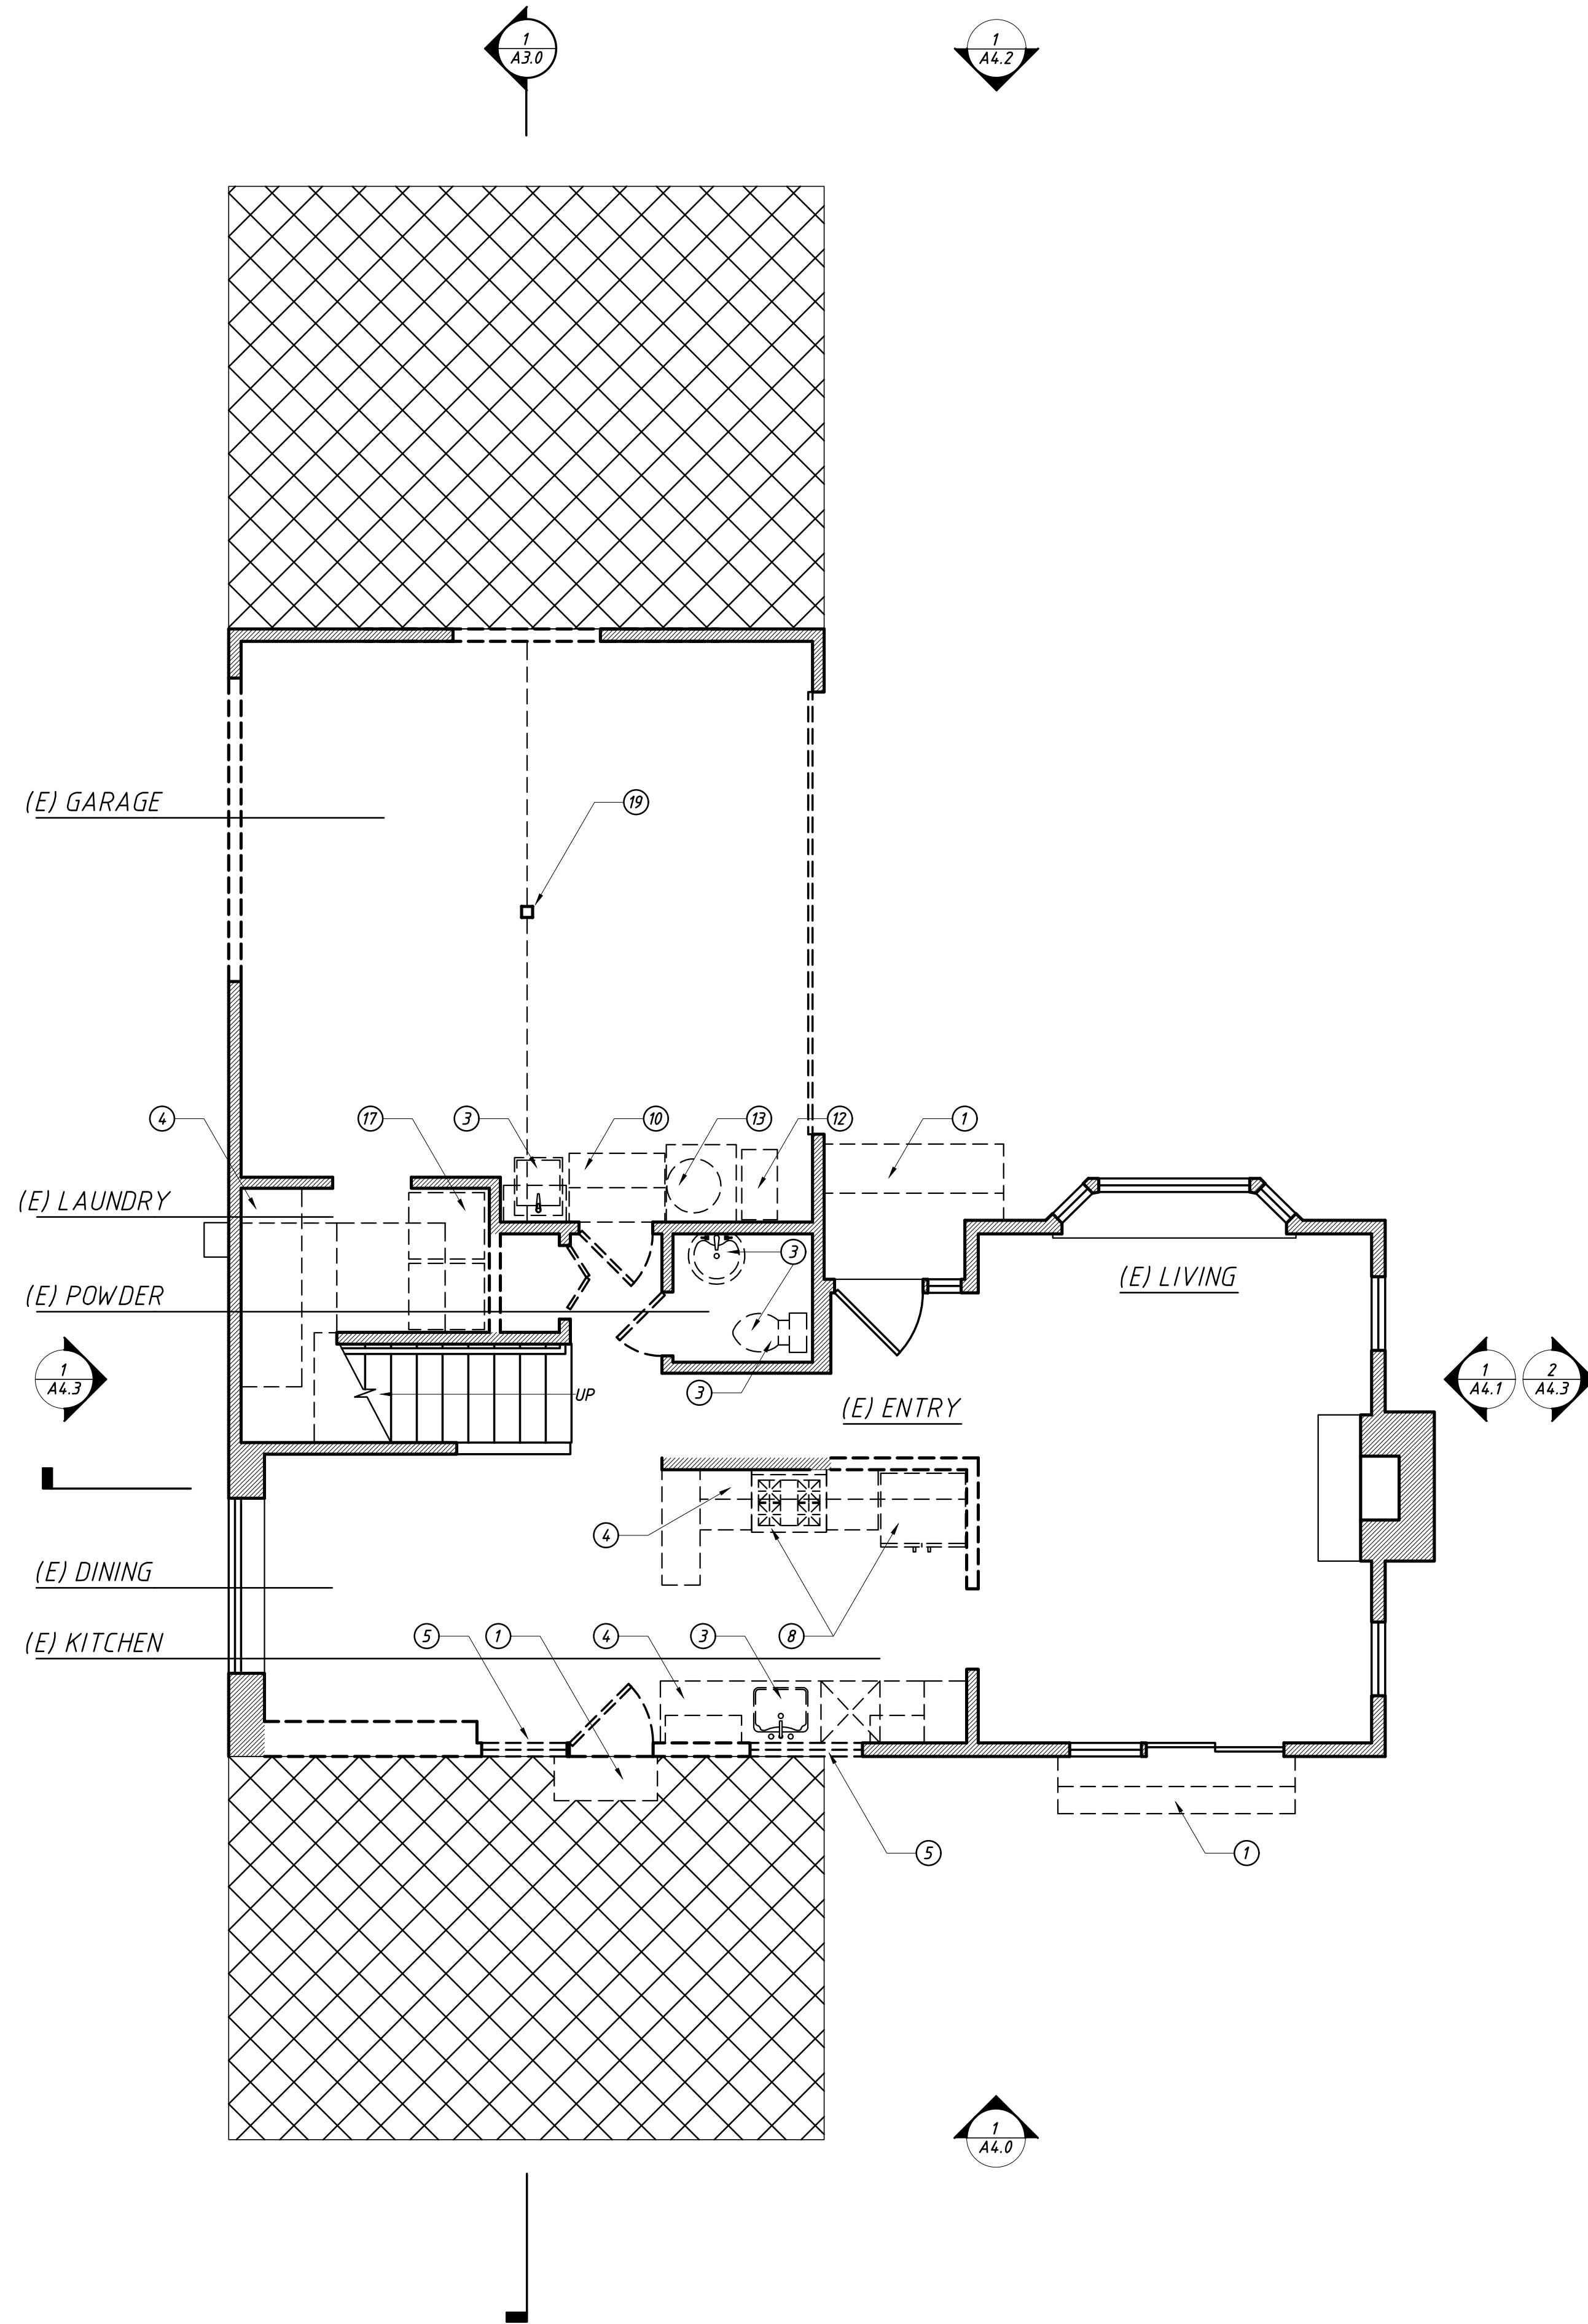 1
A3.0
1
A4.2
(E) GARAGE
19
4
17
3
10
13
12
1
(E) LAUNDRY
3
(E) LIVING
(E) POWDER
1
A4.3
UP
3
(E) ENTRY
1
A4.1
2
A4.3
4
(E) DINING
5
1
4
3
8
(E) KITCHEN
5
1
1
A4.0